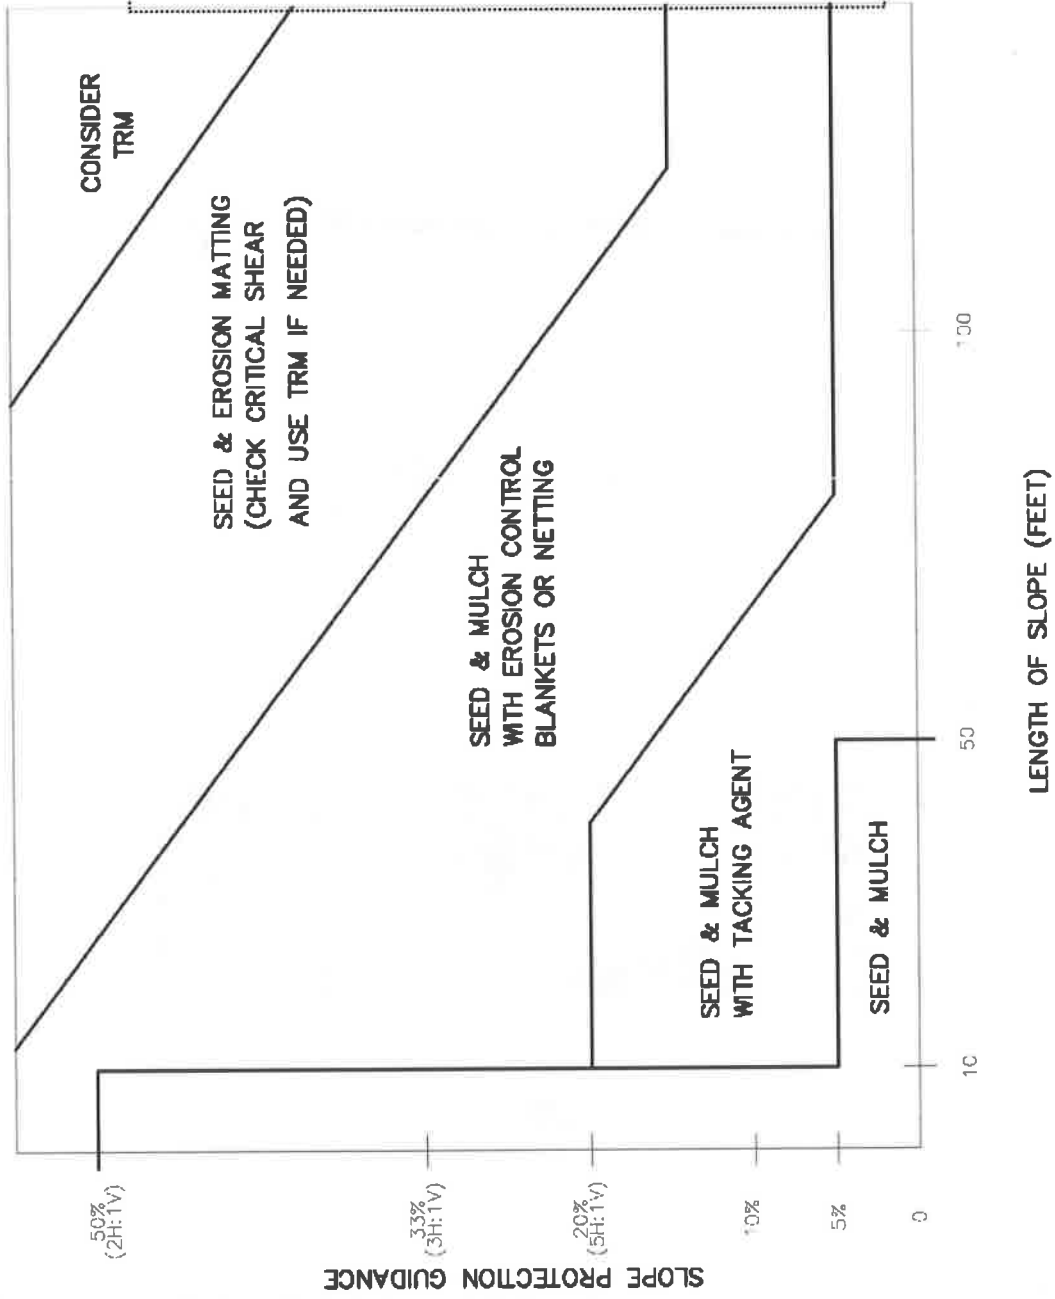 CONSIDER
TRM
SEED & EROSION MATTING
(CHECK CRITICAL SHEAR
AND USE TRM IF NEEDED)
SEED & MULCH
WITH EROSION CONTROL
BLANKETS OR NETTING
SEED & MULCH
WITH TACKING AGENT
SEED & MULCH
50%
(2H:1V)
33%
(3H:1V)
20%
(5H:1V)
10%
5%
0
10
50
100
SLOPE PROTECTION GUIDANCE
LENGTH OF SLOPE (FEET)